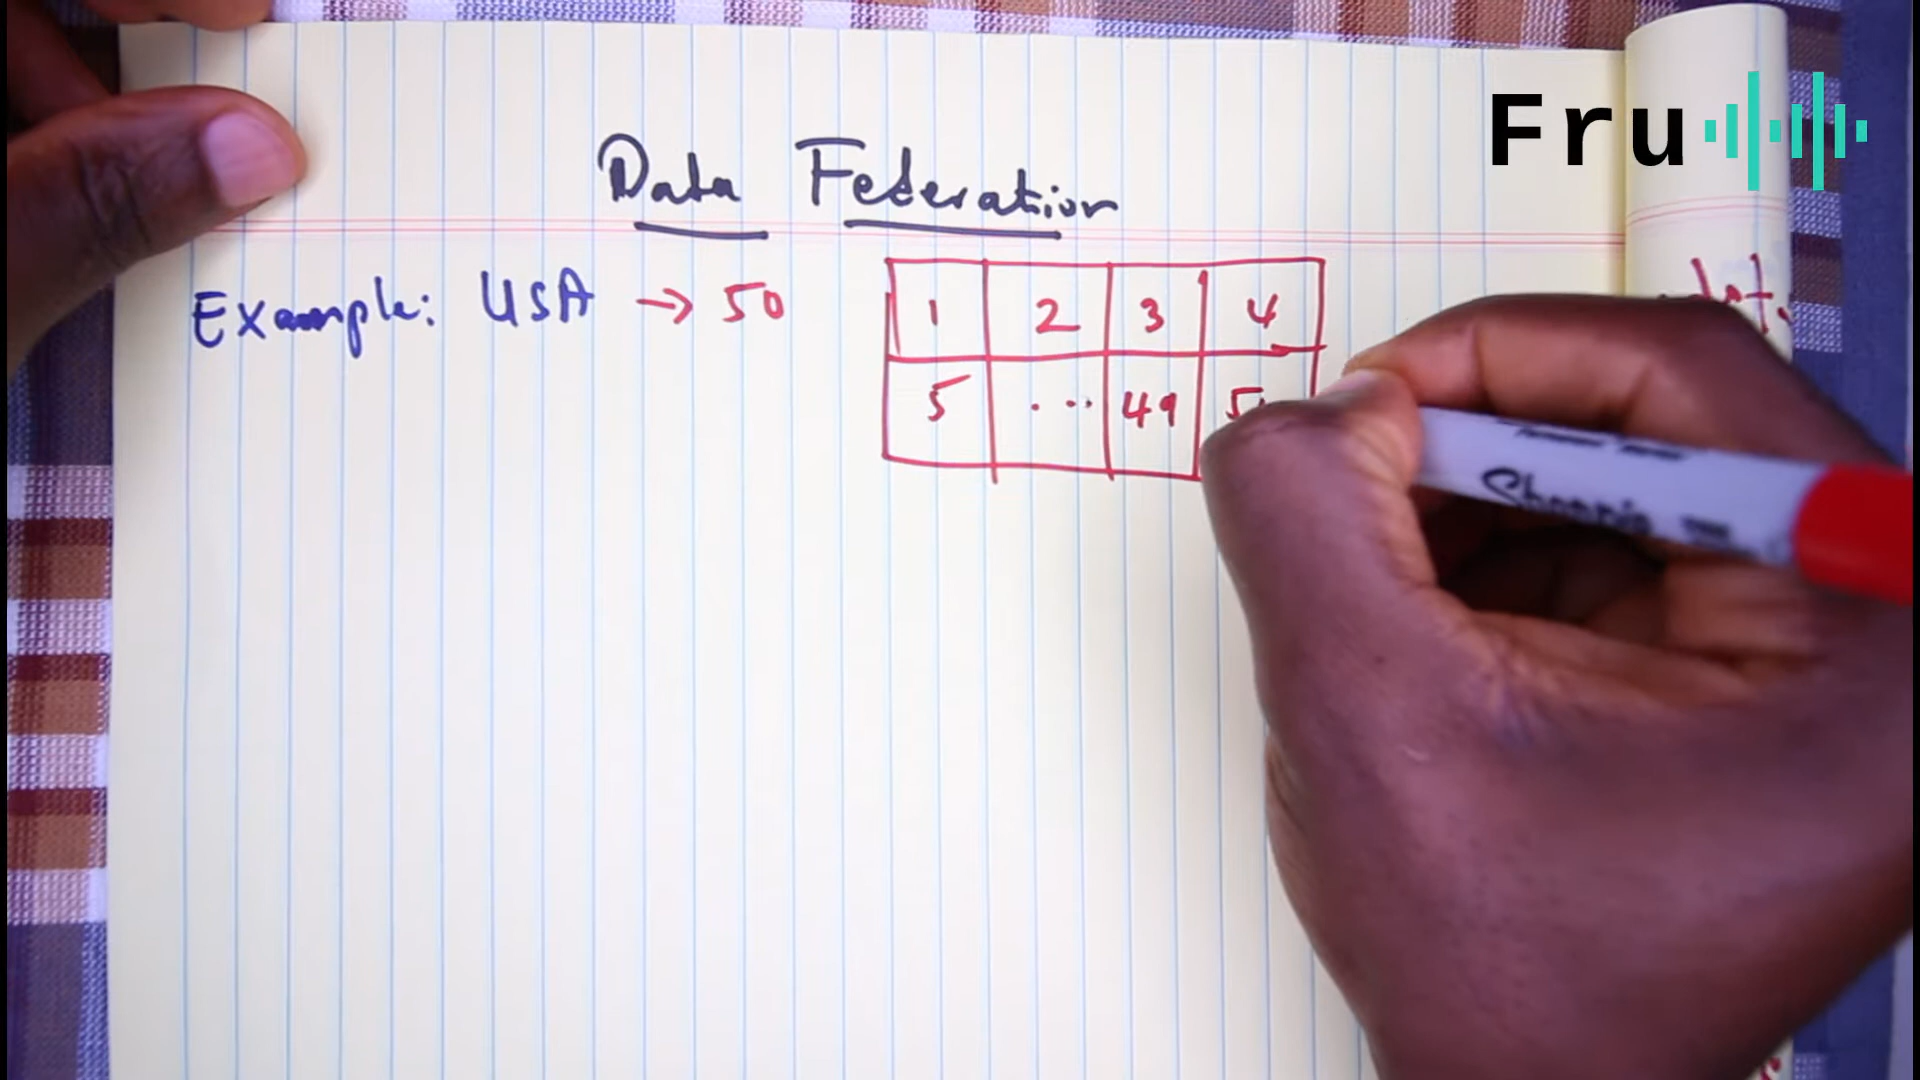 Fru
Data Federation
Example: USA → 50
1 2 3 4
5 ... 49